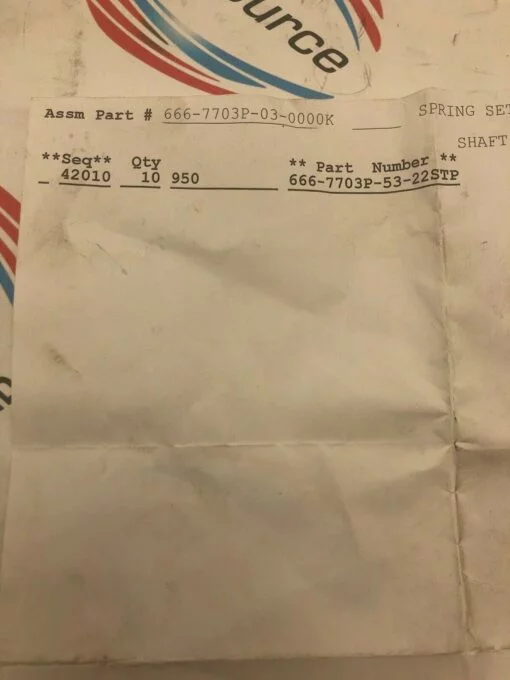 ource
Assm Part # 666-7703P-03-0000K SPRING SET
SHAFT
**Seq** Qty ** Part Number **
42010 10 950 666-7703P-53-22STP